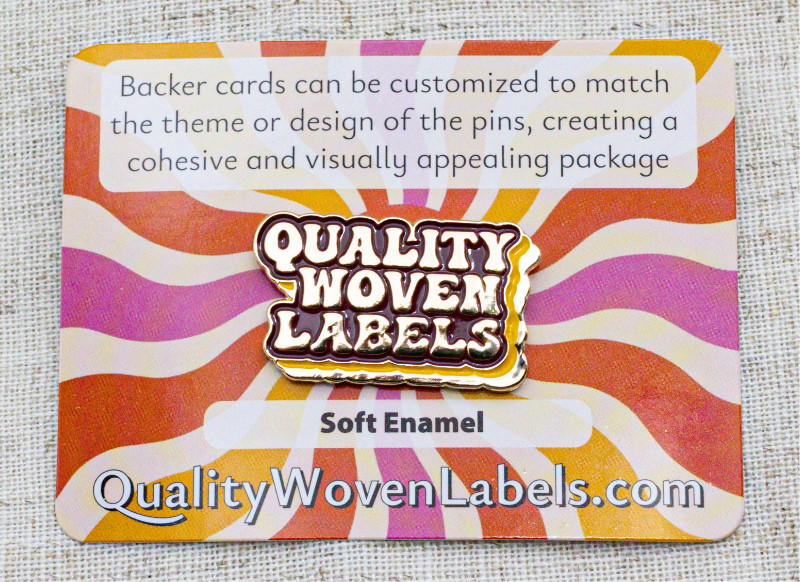 Backer cards can be customized to match
the theme or design of the pins, creating a
cohesive and visually appealing package
QUALITY
WOVEN
LABELS
Soft Enamel
QualityWovenLabels.com